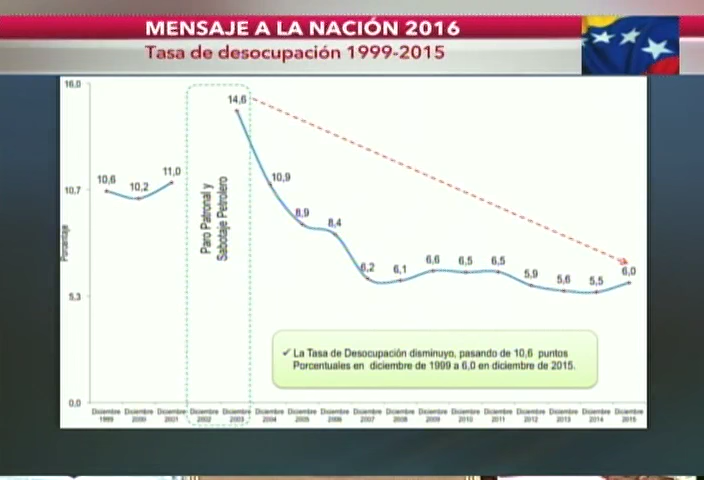 MENSAJE A LA NACIÓN 2016
Tasa de desocupación 1999-2015
16,0
10,7
5,3
0,0
Porcentaje
10,6
10,2
11,0
Paro Patronal y
Sabotaje Petrolero
14,6
10,9
8,9
8,4
6,2
6,1
6,6
6,5
6,5
5,9
5,6
5,5
6,0
✓ La Tasa de Desocupación disminuyo, pasando de 10,6 puntos
Porcentuales en diciembre de 1999 a 6,0 en diciembre de 2015.
Diciembre Diciembre Diciembre Diciembre Diciembre Diciembre Diciembre Diciembre Diciembre Diciembre Diciembre Diciembre Diciembre Diciembre Diciembre Diciembre Diciembre
1999 2000 2001 2002 2003 2004 2005 2006 2007 2008 2009 2010 2011 2012 2013 2014 2015